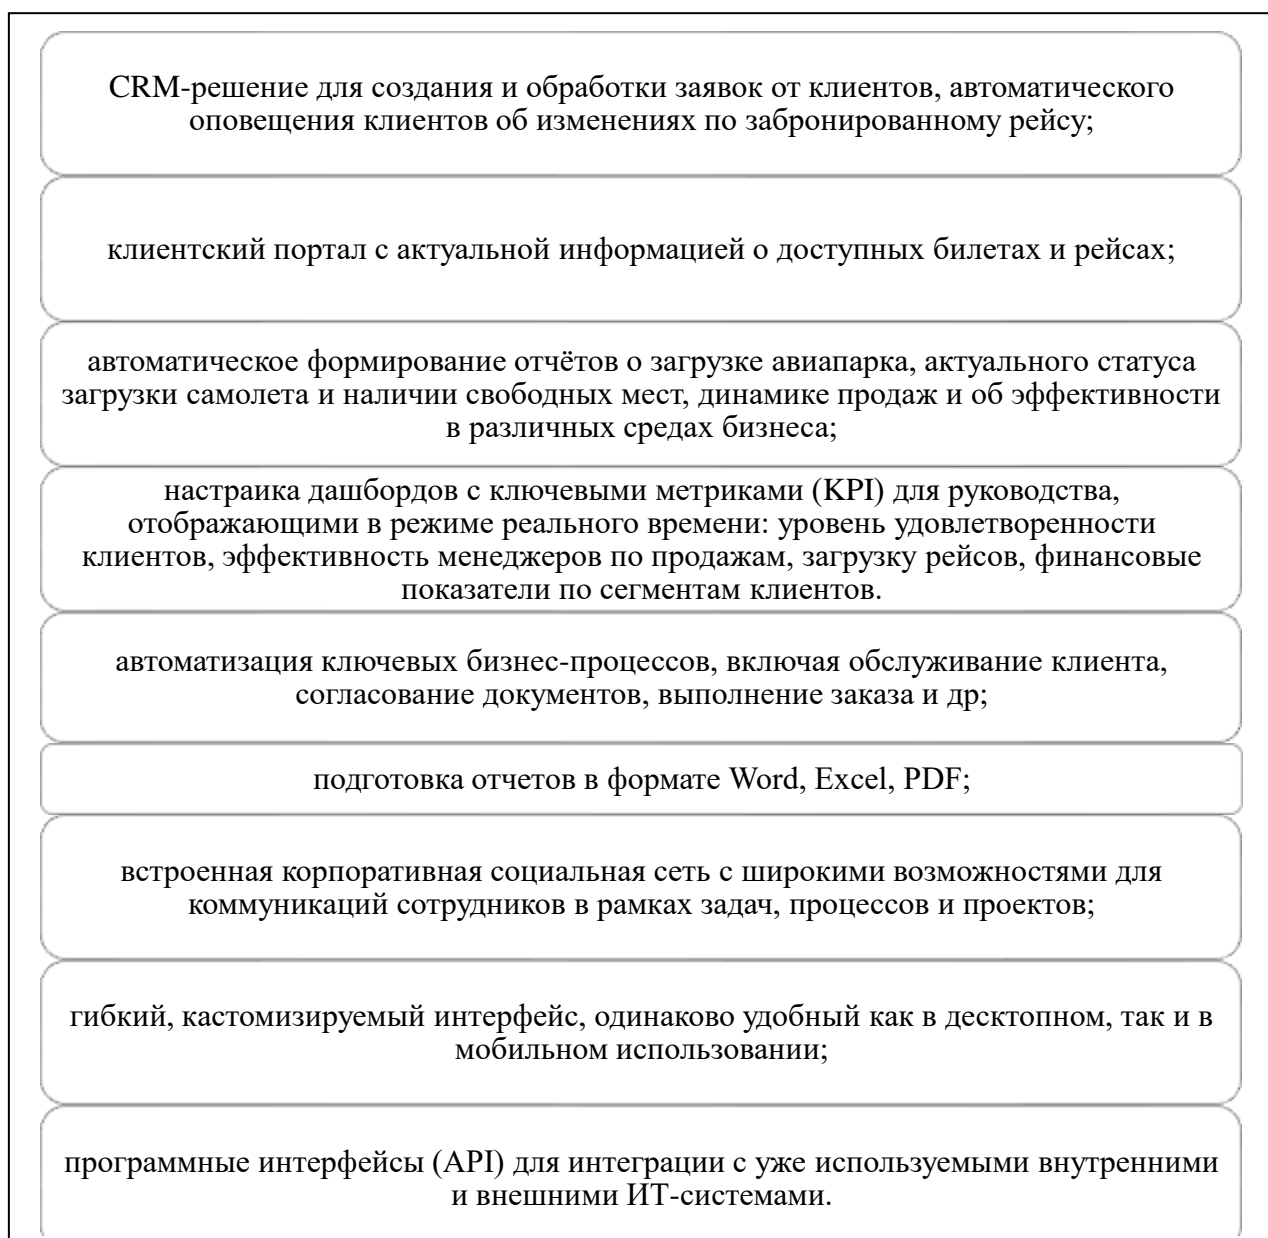 CRM-решение для создания и обработки заявок от клиентов, автоматического
оповещения клиентов об изменениях по забронированному рейсу;
клиентский портал с актуальной информацией о доступных билетах и рейсах;
автоматическое формирование отчётов о загрузке авиапарка, актуального статуса
загрузки самолета и наличии свободных мест, динамике продаж и об эффективности
в различных средах бизнеса;
настраика дашбордов с ключевыми метриками (KPI) для руководства,
отображающими в режиме реального времени: уровень удовлетворенности
клиентов, эффективность менеджеров по продажам, загрузку рейсов, финансовые
показатели по сегментам клиентов.
автоматизация ключевых бизнес-процессов, включая обслуживание клиента,
согласование документов, выполнение заказа и др;
подготовка отчетов в формате Word, Excel, PDF;
встроенная корпоративная социальная сеть с широкими возможностями для
коммуникаций сотрудников в рамках задач, процессов и проектов;
гибкий, кастомизируемый интерфейс, одинаково удобный как в десктопном, так и в
мобильном использовании;
программные интерфейсы (API) для интеграции с уже используемыми внутренними
и внешними ИТ-системами.